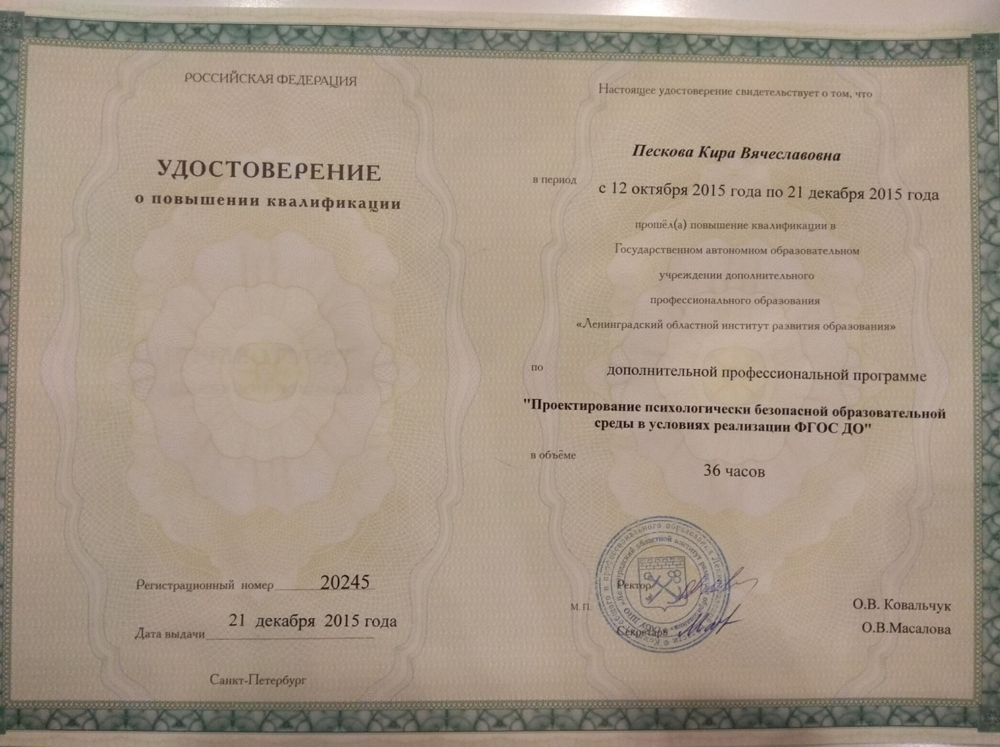 РОССИЙСКАЯ ФЕДЕРАЦИЯ
УДОСТОВЕРЕНИЕ
о повышении квалификации
Регистрационный номер 20245
Дата выдачи 21 декабря 2015 года
Санкт-Петербург
Настоящее удостоверение свидетельствует о том, что
Пескова Кира Вячеславовна
в период с 12 октября 2015 года по 21 декабря 2015 года
прошёл(а) повышение квалификации в
Государственном автономном образовательном
учреждении дополнительного
профессионального образования
«Ленинградский областной институт развития образования»
по дополнительной профессиональной программе
"Проектирование психологически безопасной образовательной
среды в условиях реализации ФГОС ДО"
в объёме
36 часов
Ректор О.В. Ковальчук
М.П.
Секретарь О.В.Масалова